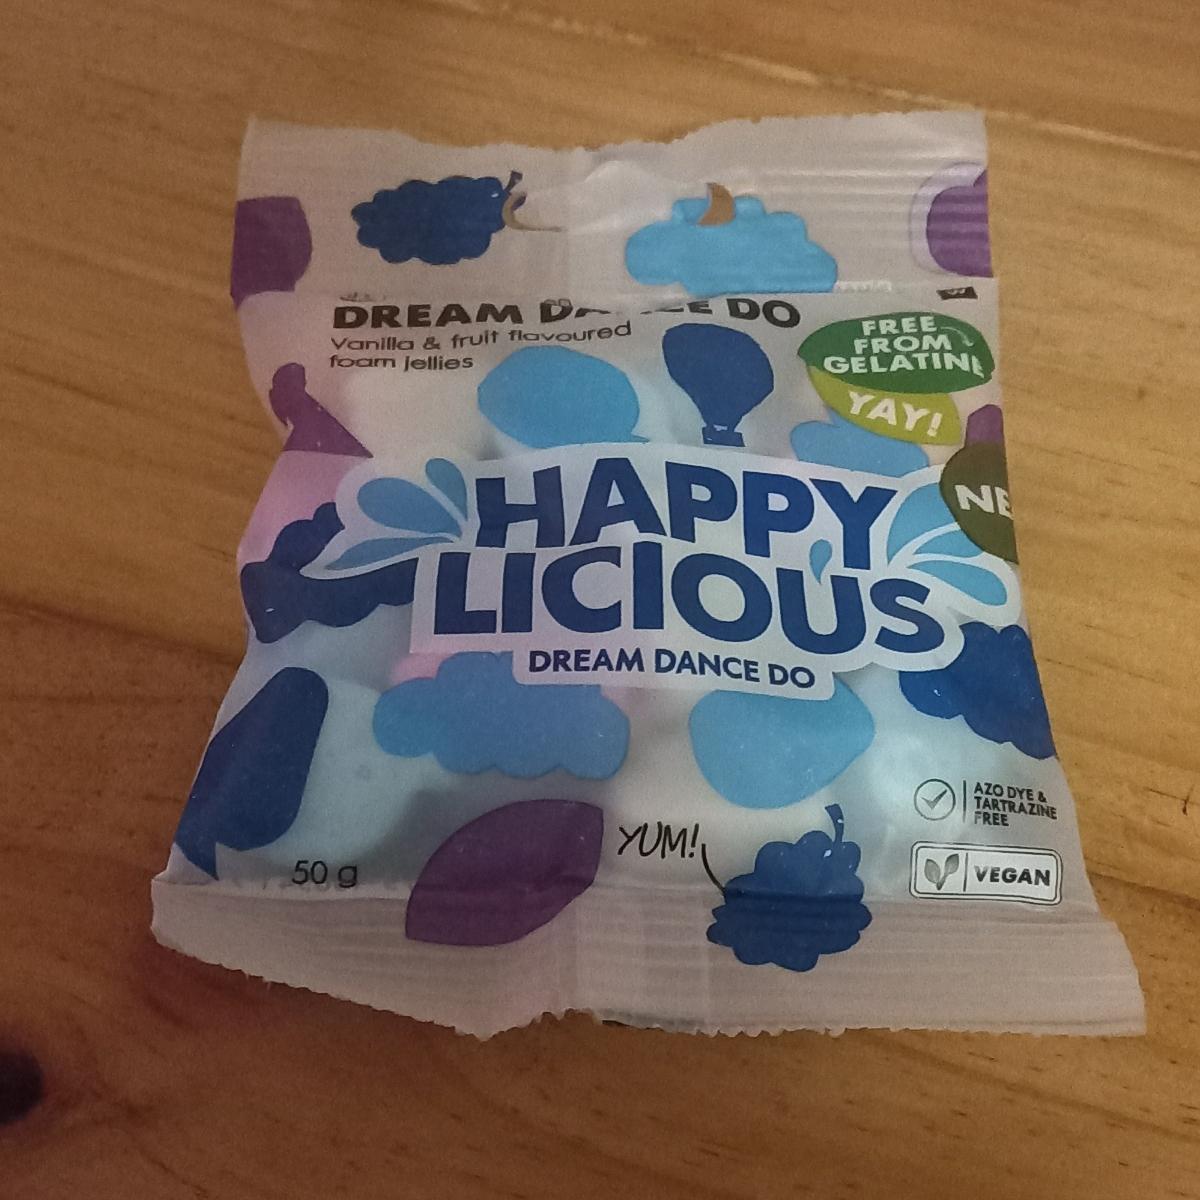 DREAM DANCE DO
Vanilla & fruit flavoured
foam jellies
FREE
FROM
GELATINE
YAY!
HAPPY
LICIOUS
DREAM DANCE DO
AZO DYE &
TARTRAZINE
FREE
YUM!
50 g
VEGAN